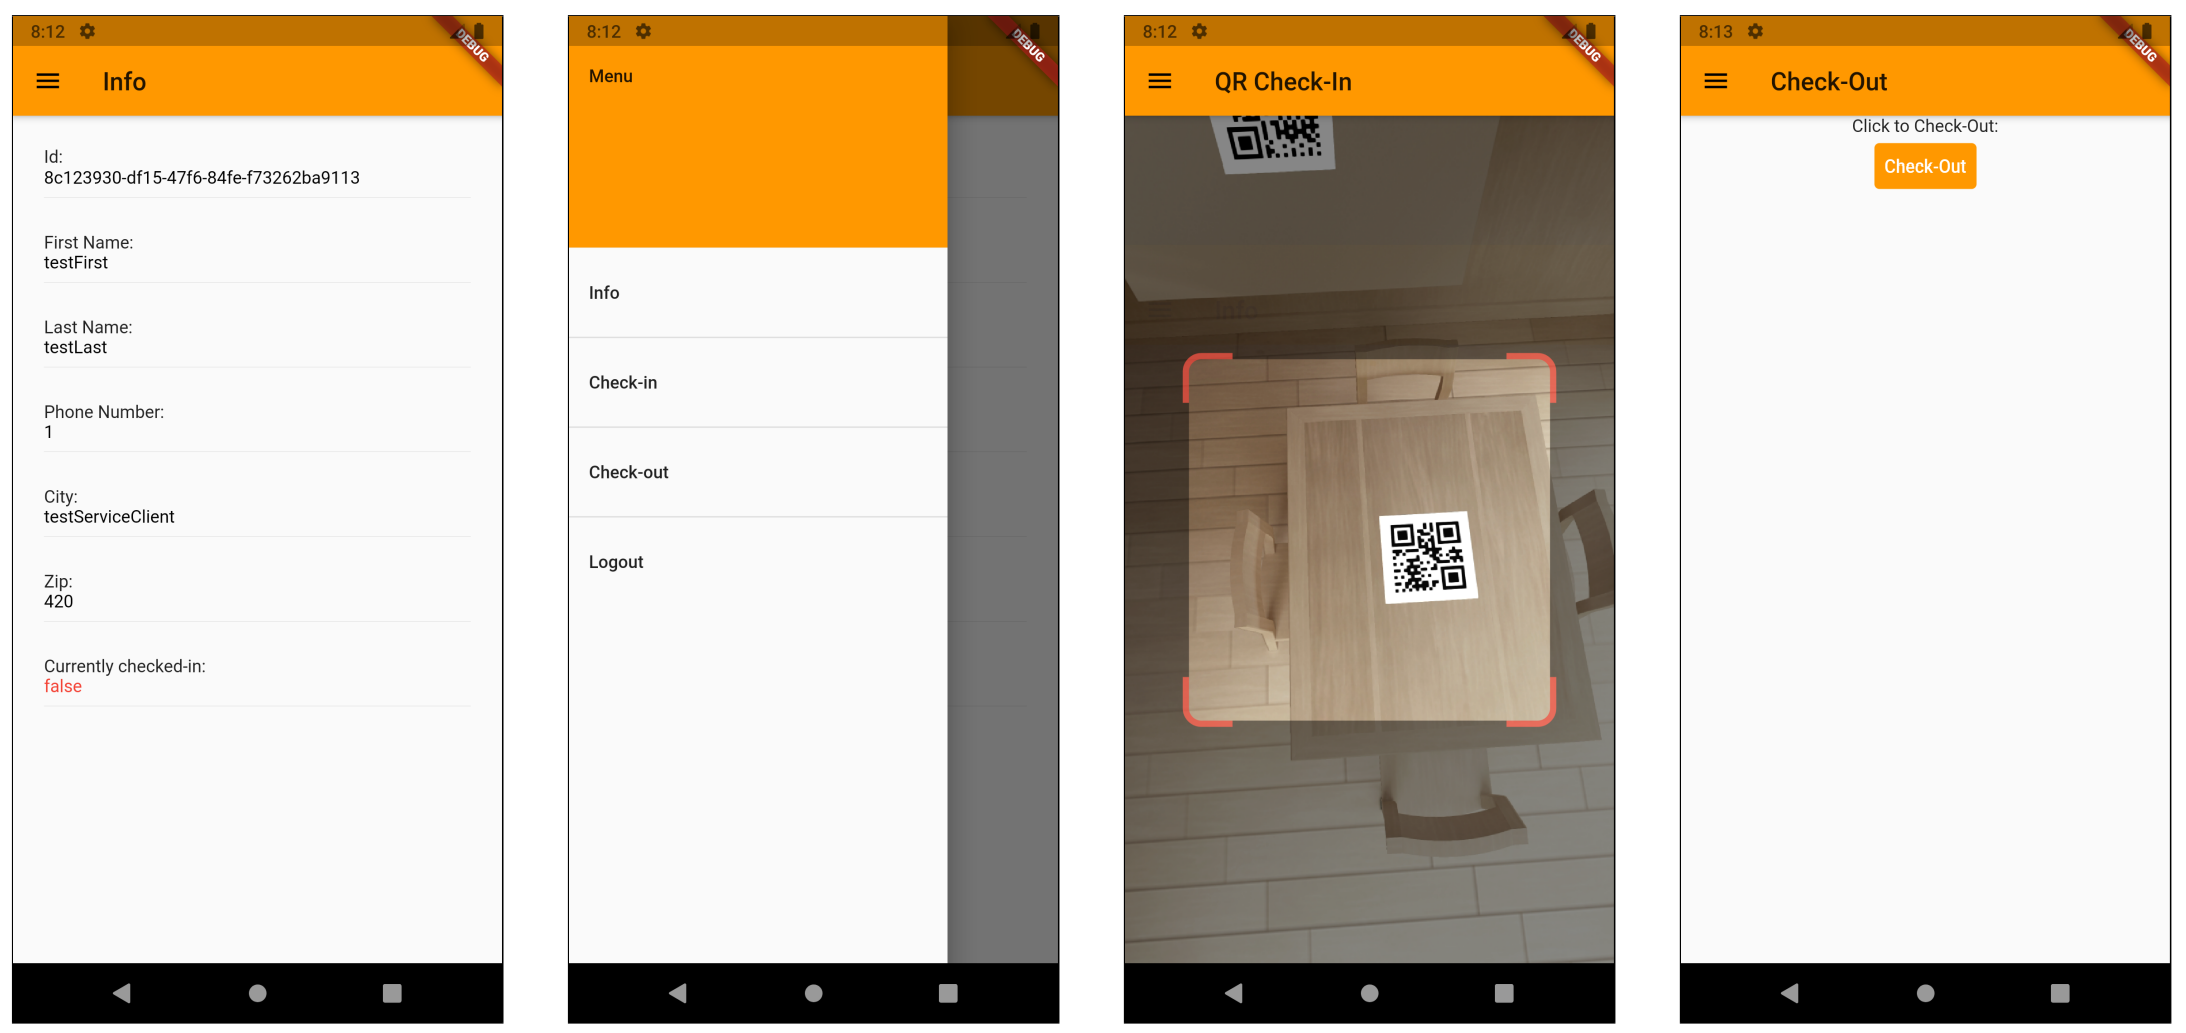 8:12
DEBUG
Info
Id:
8c123930-df15-47f6-84fe-f73262ba9113
First Name:
testFirst
Last Name:
testLast
Phone Number:
1
City:
testServiceClient
Zip:
420
Currently checked-in:
false
8:12
DEBUG
Menu
Info
Check-in
Check-out
Logout
8:12
DEBUG
QR Check-In
Info
8:13
DEBUG
Check-Out
Click to Check-Out:
Check-Out